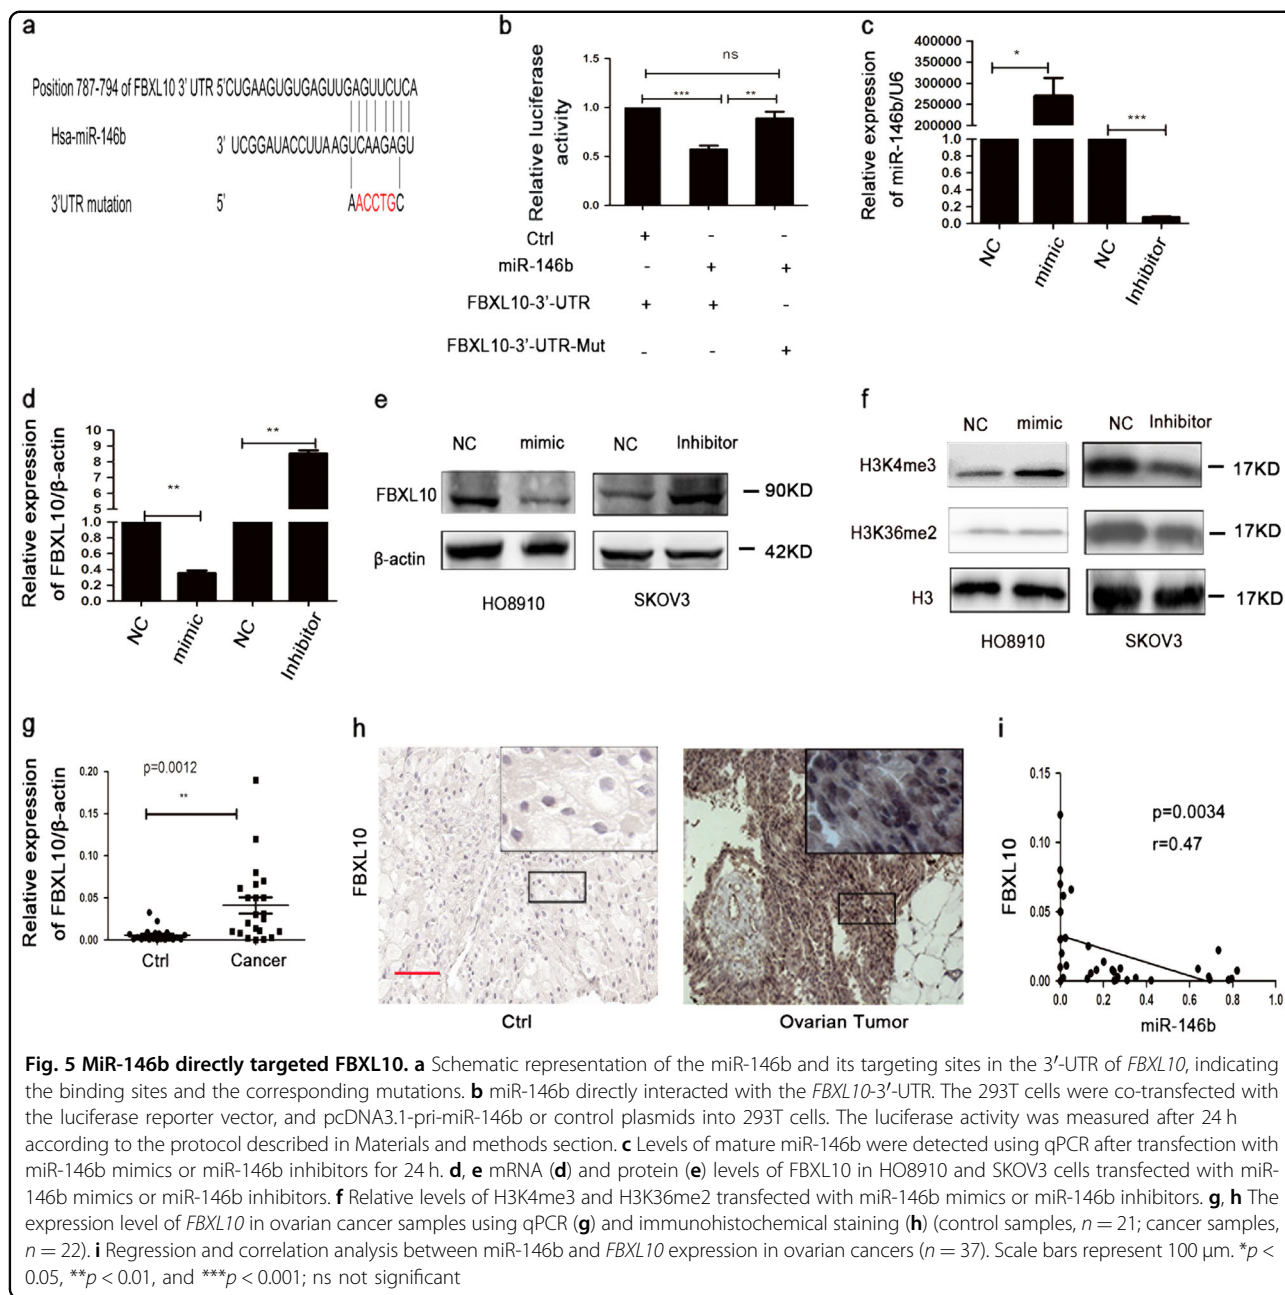 a
Position 787-794 of FBXL10 3' UTR 5'CUGAAGUGUGAGUUGAGUUCUCA
Hsa-miR-146b
3' UCGGAUACCUUAAGUCAAGAGU
3'UTR mutation 5' AACCTGC
b
Relative luciferase activity
1.5
1.0
0.5
0.0
ns
*** **
Ctrl + - -
miR-146b - + +
FBXL10-3'-UTR + + -
FBXL10-3'-UTR-Mut - - +
c
Relative expression of miR-146b/U6
400000
350000
300000
250000
200000
1.0
0.8
0.6
0.4
0.2
0.0
*
***
NC mimic NC Inhibitor
d
Relative expression of FBXL10/β-actin
10
9
8
7
6
5
1.0
0.8
0.6
0.4
0.2
0.0
**
**
NC mimic NC Inhibitor
e
NC mimic NC Inhibitor
FBXL10 90KD
β-actin 42KD
HO8910 SKOV3
f
NC mimic NC Inhibitor
H3K4me3 17KD
H3K36me2 17KD
H3 17KD
HO8910 SKOV3
g
Relative expression of FBXL10/β-actin
0.20
0.15
0.10
0.05
0.00
p=0.0012
**
Ctrl Cancer
h
FBXL10
Ctrl Ovarian Tumor
i
FBXL10
0.15
0.10
0.05
0.00
p=0.0034
r=0.47
0.0 0.2 0.4 0.6 0.8 1.0
miR-146b
Fig. 5 MiR-146b directly targeted FBXL10. a Schematic representation of the miR-146b and its targeting sites in the 3′-UTR of FBXL10, indicating
the binding sites and the corresponding mutations. b miR-146b directly interacted with the FBXL10-3′-UTR. The 293T cells were co-transfected with
the luciferase reporter vector, and pcDNA3.1-pri-miR-146b or control plasmids into 293T cells. The luciferase activity was measured after 24 h
according to the protocol described in Materials and methods section. c Levels of mature miR-146b were detected using qPCR after transfection with
miR-146b mimics or miR-146b inhibitors for 24 h. d, e mRNA (d) and protein (e) levels of FBXL10 in HO8910 and SKOV3 cells transfected with miR-
146b mimics or miR-146b inhibitors. f Relative levels of H3K4me3 and H3K36me2 transfected with miR-146b mimics or miR-146b inhibitors. g, h The
expression level of FBXL10 in ovarian cancer samples using qPCR (g) and immunohistochemical staining (h) (control samples, n = 21; cancer samples,
n = 22). i Regression and correlation analysis between miR-146b and FBXL10 expression in ovarian cancers (n = 37). Scale bars represent 100 μm. *p <
0.05, **p < 0.01, and ***p < 0.001; ns not significant